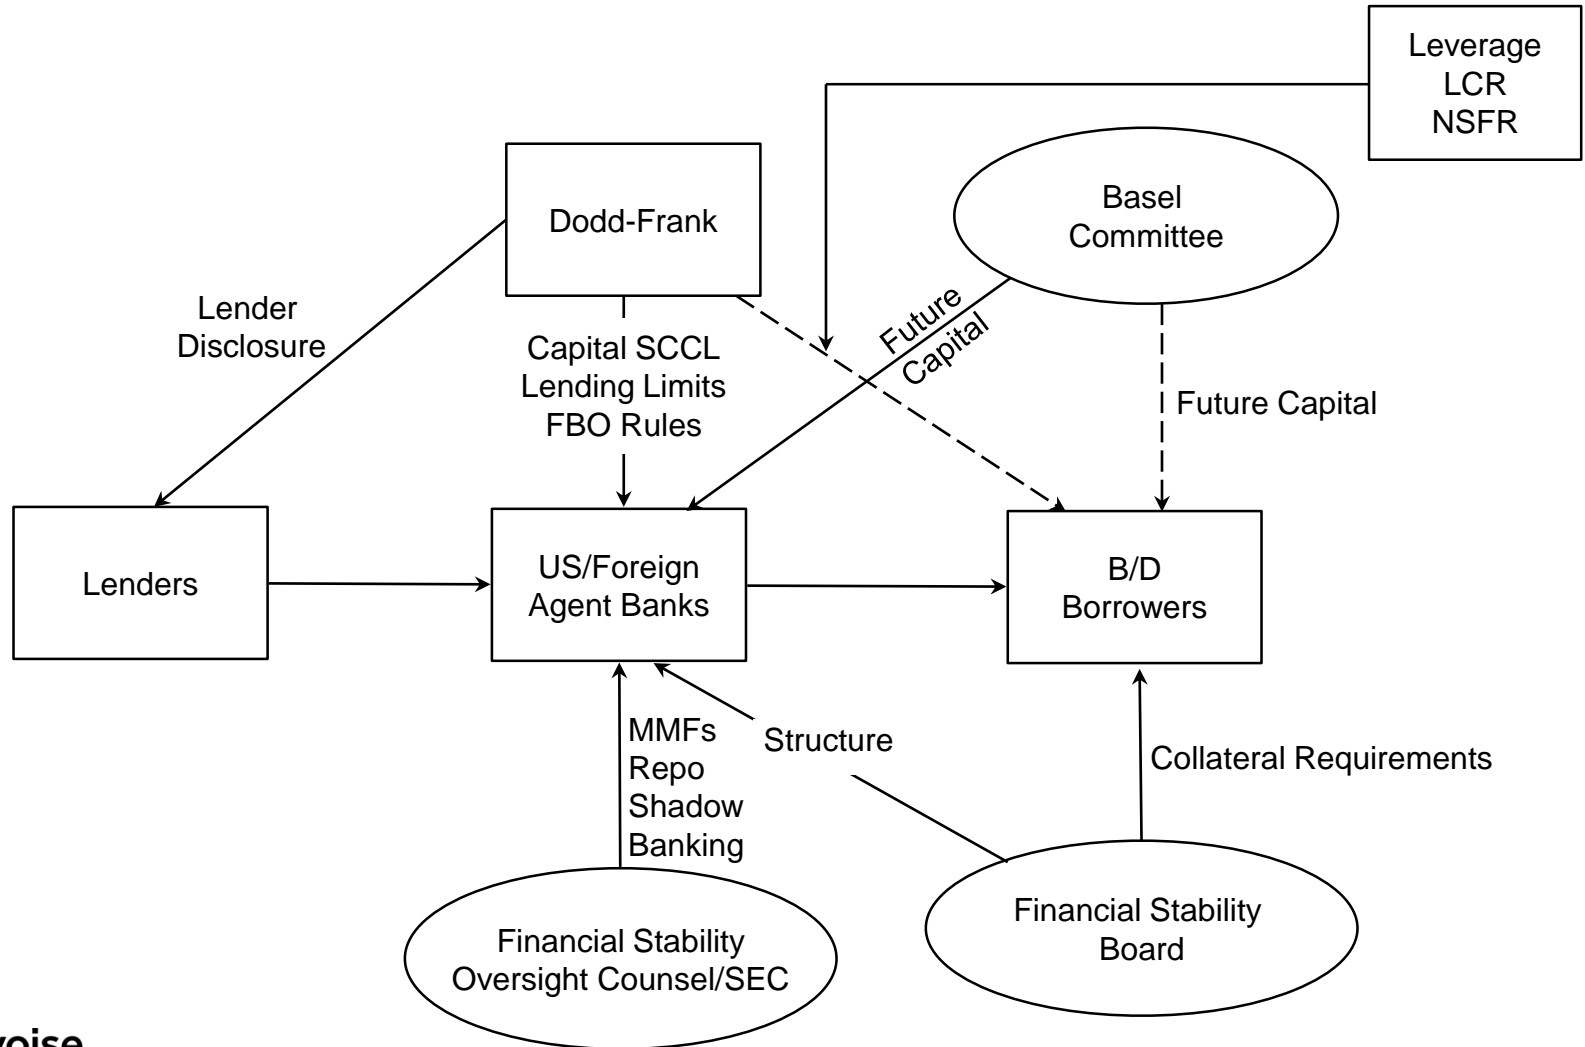 Leverage
LCR
NSFR
Basel
Committee
Dodd-Frank
Lender
Disclosure
Capital SCCL
Lending Limits
FBO Rules
Future
Capital
Future Capital
Lenders
US/Foreign
Agent Banks
B/D
Borrowers
MMFs
Repo
Shadow
Banking
Structure
Collateral Requirements
Financial Stability
Oversight Counsel/SEC
Financial Stability
Board